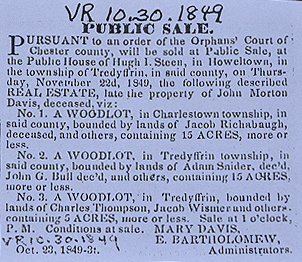 VR 10.30.1849
PUBLIC SALE.
PURSUANT to an order of the Orphans' Court of
Chester county, will be sold at Public Sale, at
the Public House of Hugh I. Steen, in Howeltown, in
the township of Tredyffrin, in said county, on Thurs-
day, November 22d, 1849, the following described
REAL ESTATE, late the property of John Morton
Davis, deceased, viz:
No. 1. A WOODLOT, in Charlestown township, in
said county, bounded by lands of Jacob Richabaugh,
deceased, and others, containing 15 ACRES, more or
less.
No. 2. A WOODLOT, in Tredyffrin township, in
said county, bounded by lands of Adam Snider, dec'd,
John G. Bull dec'd, and others, containing 15 ACRES,
more or less.
No. 3. A WOODLOT, in Tredyffrin, bounded by
lands of Charles Thompson, Jacob Wismer and others
containing 5 ACRES, more or less. Sale at 1 o'clock,
P. M. Conditions at sale. MARY DAVIS,
VR 10.30.1849 E. BARTHOLOMEW,
Oct. 23, 1849-3t. Administrators.